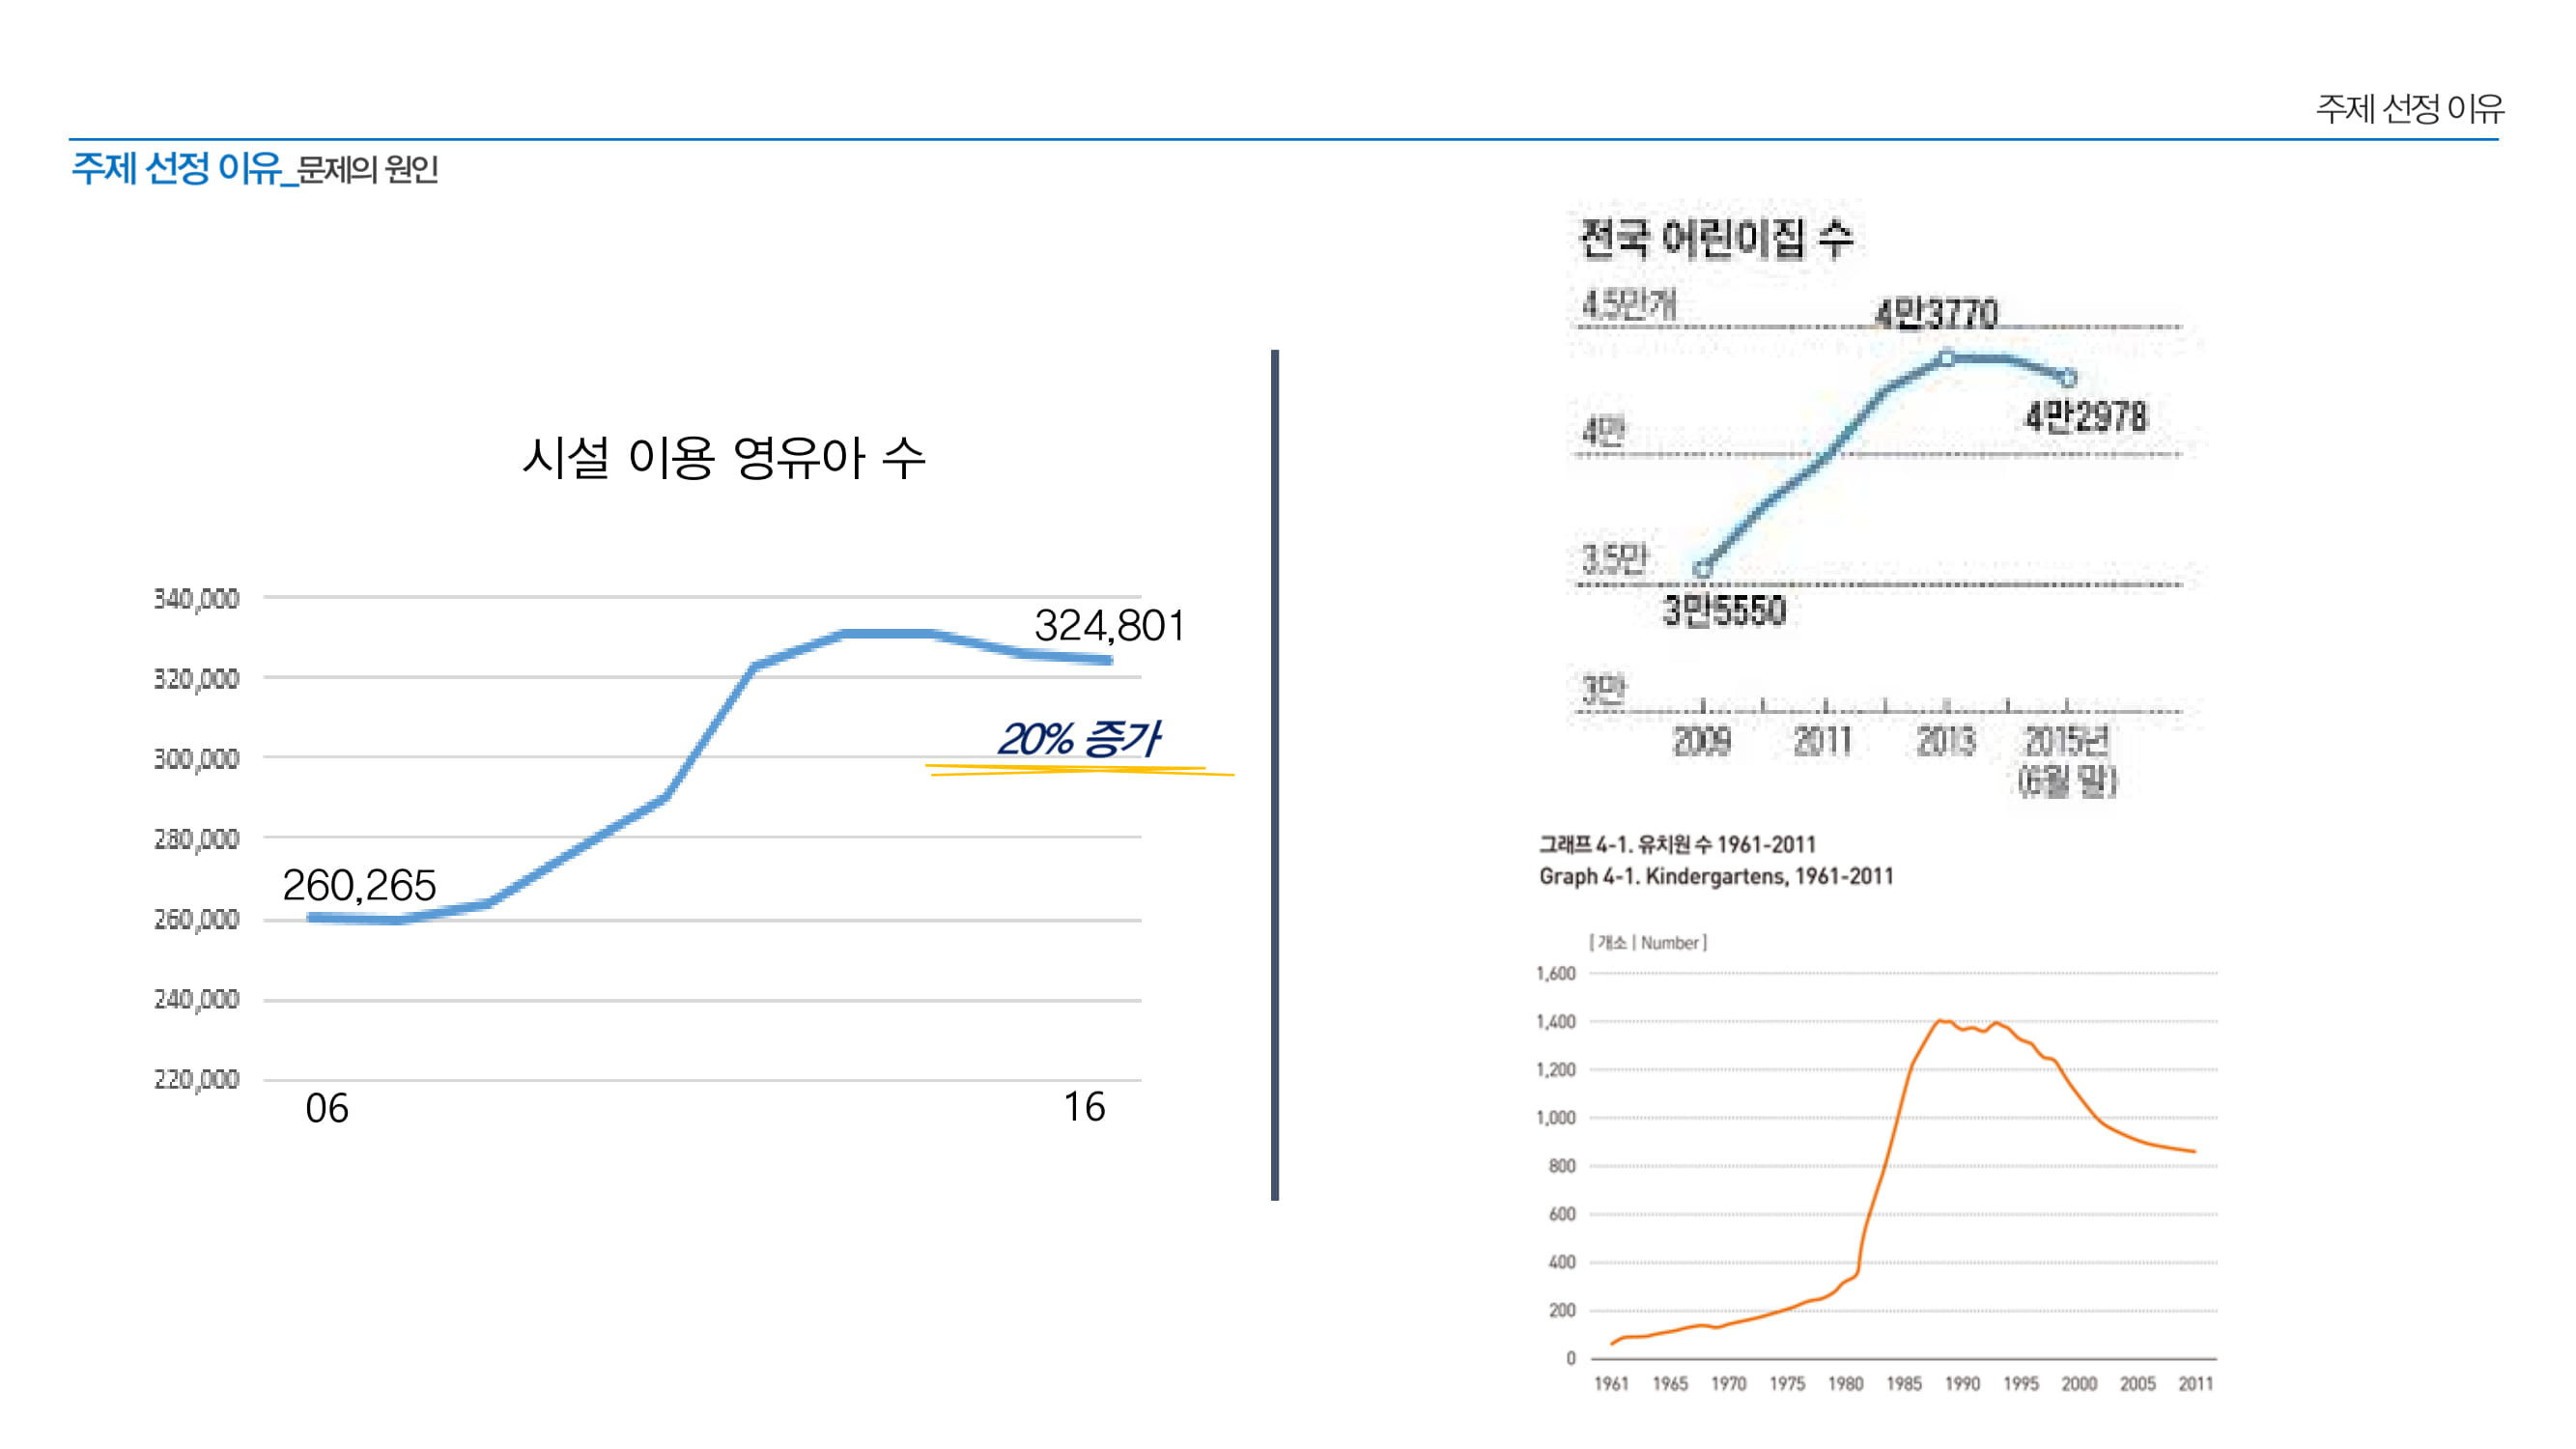 주제 선정 이유
주제 선정 이유_문제의 원인
시설 이용 영유아 수
340,000
320,000
300,000
280,000
260,000
240,000
220,000
260,265
324,801
20% 증가
06
16
전국 어린이집 수
4.5만개
4만
3.5만
3만
4만3770
4만2978
3만5550
2009 2011 2013 2015년
(6월 말)
그래프 4-1. 유치원 수 1961-2011
Graph 4-1. Kindergartens, 1961-2011
[ 개소 | Number ]
1,600
1,400
1,200
1,000
800
600
400
200
0
1961 1965 1970 1975 1980 1985 1990 1995 2000 2005 2011